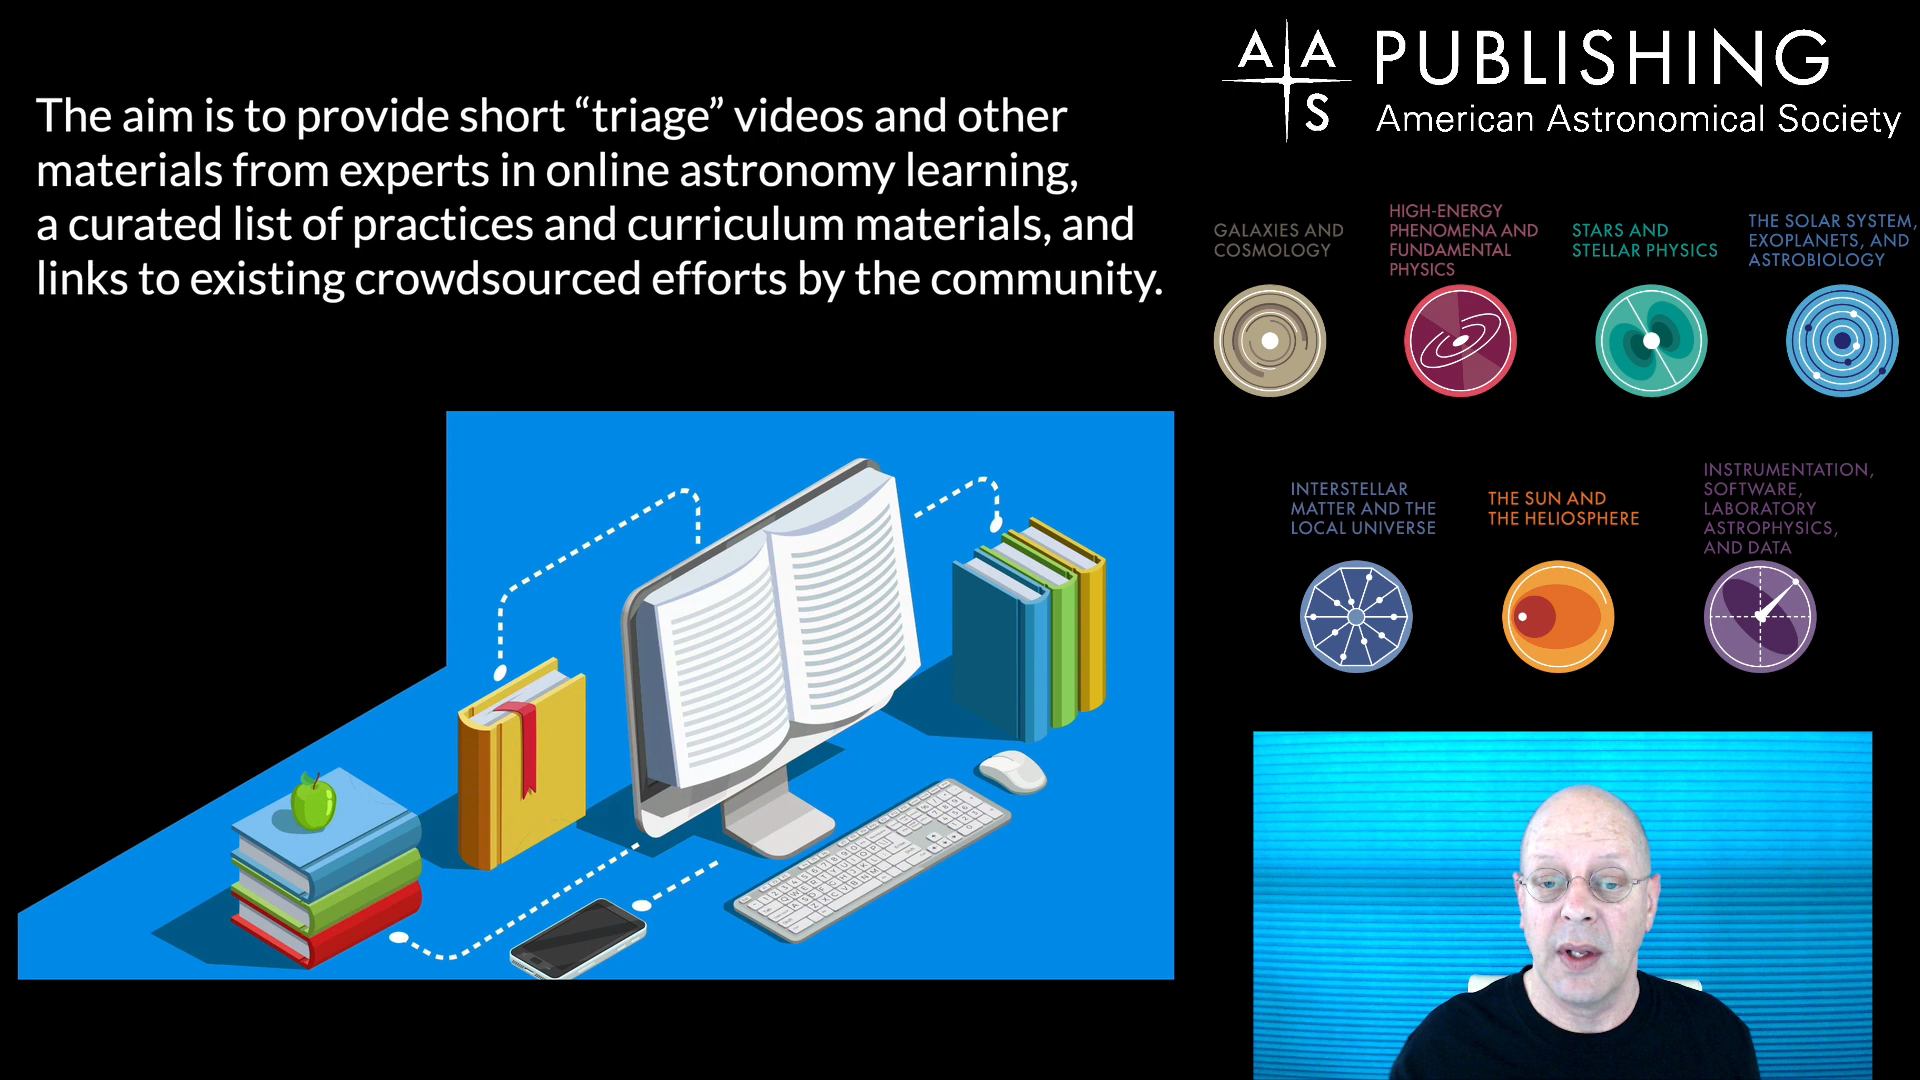 The aim is to provide short “triage” videos and other
materials from experts in online astronomy learning,
a curated list of practices and curriculum materials, and
links to existing crowdsourced efforts by the community.
A A S
PUBLISHING
American Astronomical Society
GALAXIES AND
COSMOLOGY
HIGH-ENERGY
PHENOMENA AND
FUNDAMENTAL
PHYSICS
STARS AND
STELLAR PHYSICS
THE SOLAR SYSTEM,
EXOPLANETS, AND
ASTROBIOLOGY
INTERSTELLAR
MATTER AND THE
LOCAL UNIVERSE
THE SUN AND
THE HELIOSPHERE
INSTRUMENTATION,
SOFTWARE,
LABORATORY
ASTROPHYSICS,
AND DATA